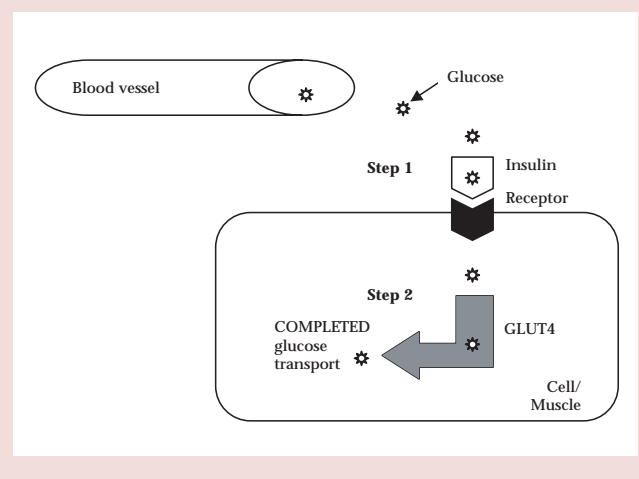 Blood vessel
Glucose
Step 1
Insulin
Receptor
Step 2
COMPLETED
glucose
transport
GLUT4
Cell/
Muscle